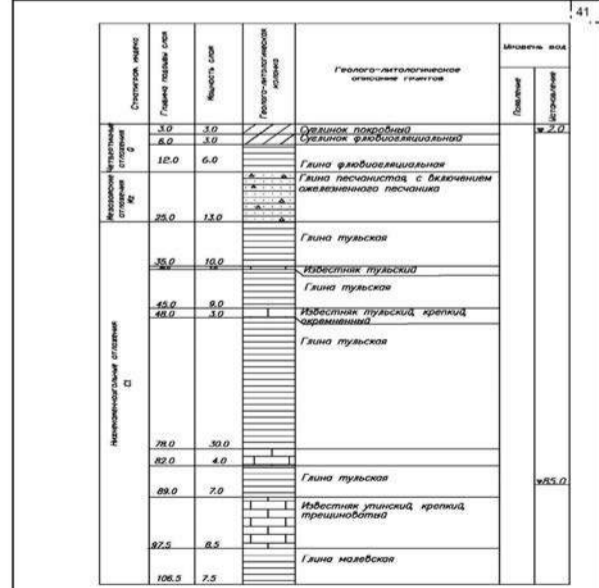 41
Стратиграф. индекс
Глубина подошвы слоя
Мощность слоя
Геолого-литологическая
колонка
Геолого-литологическое
описание грунтов
Уровень вод
Появление
Установление
Четвертичные
отложения
Q
3.0 3.0 Суглинок покровный 2.0
6.0 3.0 Суглинок флювиогляциальный
12.0 6.0 Глина флювиогляциальная
Мезозойские
отложения
Mz
Глина песчанистая, с включением
ожелезненного песчаника
25.0 13.0
Нижнекаменноугольные отложения
C1
Глина тульская
35.0 10.0
Известняк тульский
Глина тульская
45.0 9.0
48.0 3.0 Известняк тульский, крепкий,
окремненный
Глина тульская
78.0 30.0
82.0 4.0
Глина тульская
89.0 7.0 85.0
Известняк упинский, крепкий,
трещиноватый
97.5 8.5
Глина малевская
106.5 7.5